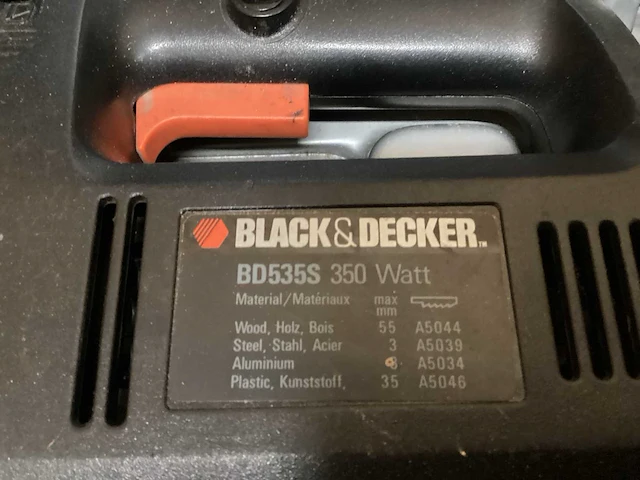 BLACK&DECKER™
BD535S 350 Watt
Material/Matériaux max mm
Wood, Holz, Bois 55 A5044
Steel, Stahl, Acier 3 A5039
Aluminium A5034
Plastic, Kunststoff, 35 A5046